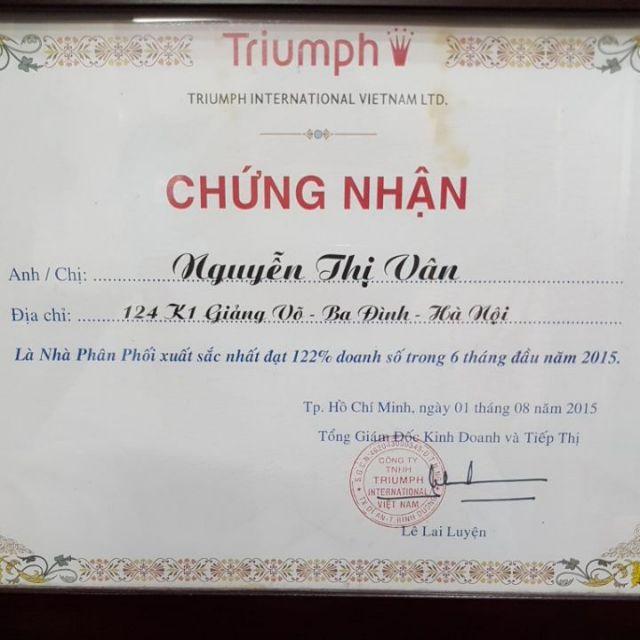 Triumph
TRIUMPH INTERNATIONAL VIETNAM LTD.
CHỨNG NHẬN
Anh / Chị: Nguyễn Thị Vân
Địa chỉ: 124 K1 Giảng Võ - Ba Đình - Hà Nội
Là Nhà Phân Phối xuất sắc nhất đạt 122% doanh số trong 6 tháng đầu năm 2015.
Tp. Hồ Chí Minh, ngày 01 tháng 08 năm 2015
Tổng Giám Đốc Kinh Doanh và Tiếp Thị
CÔNG TY
TNHH
TRIUMPH
INTERNATIONAL
VIỆT NAM
Lê Lai Luyện